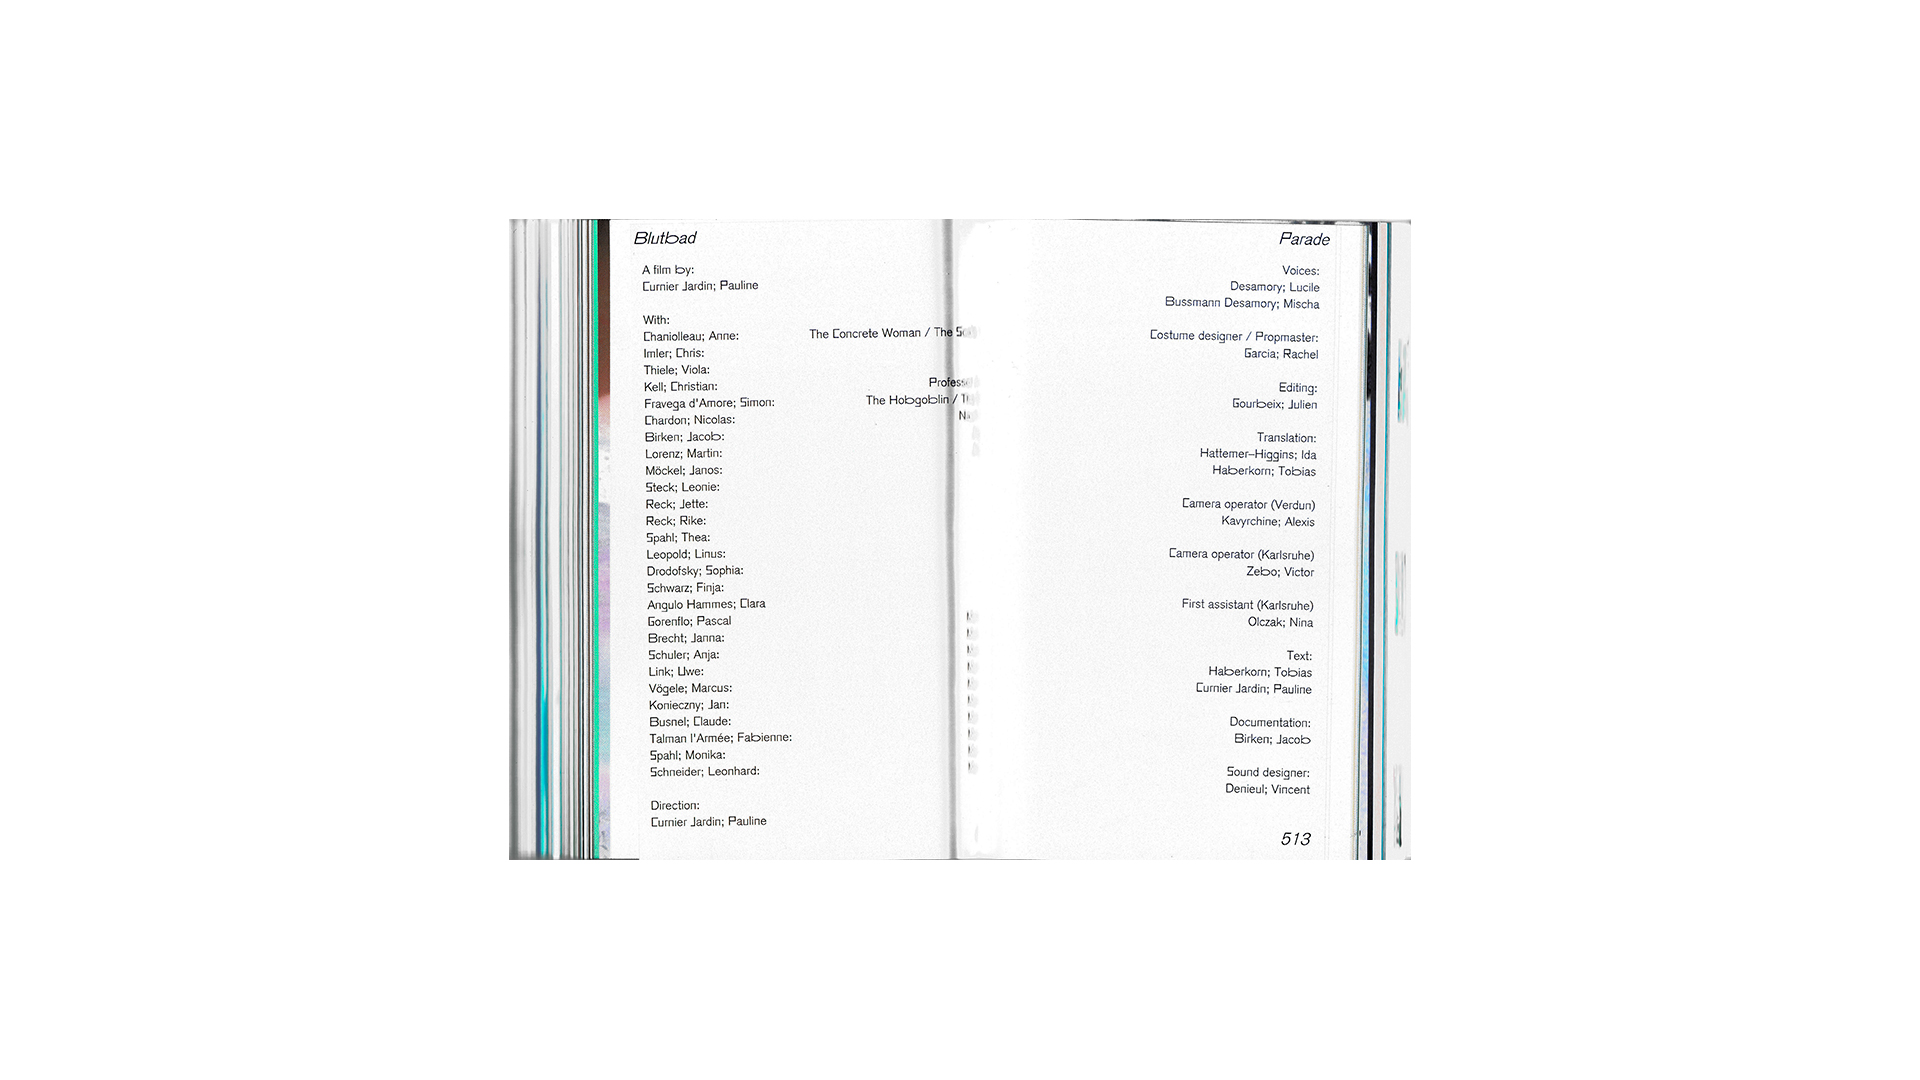 Blutbad
A film by:
Curnier Jardin; Pauline
With:
Chaniolleau; Anne: The Concrete Woman / The
Imler; Chris:
Thiele; Viola:
Kell; Christian:
Fravega d'Amore; Simon: The Hobgoblin /
Chardon; Nicolas:
Birken; Jacob:
Lorenz; Martin:
Möckel; Janos:
Steck; Leonie:
Reck; Jette:
Reck; Rike:
Spahl; Thea:
Leopold; Linus:
Drodofsky; Sophia:
Schwarz; Finja:
Angulo Hammes; Clara
Gorenflo; Pascal
Brecht; Janna:
Schuler; Anja:
Link; Uwe:
Vögele; Marcus:
Konieczny; Jan:
Busnel; Claude:
Talman l'Armée; Fabienne:
Spahl; Monika:
Schneider; Leonhard:
Direction:
Curnier Jardin; Pauline
Parade
Voices:
Desamory; Lucile
Bussmann Desamory; Mischa
Costume designer / Propmaster:
Garcia; Rachel
Editing:
Gourbeix; Julien
Translation:
Hattemer–Higgins; Ida
Haberkorn; Tobias
Camera operator (Verdun)
Kavyrchine; Alexis
Camera operator (Karlsruhe)
Zebo; Victor
First assistant (Karlsruhe)
Olczak; Nina
Text:
Haberkorn; Tobias
Curnier Jardin; Pauline
Documentation:
Birken; Jacob
Sound designer:
Denieul; Vincent
513